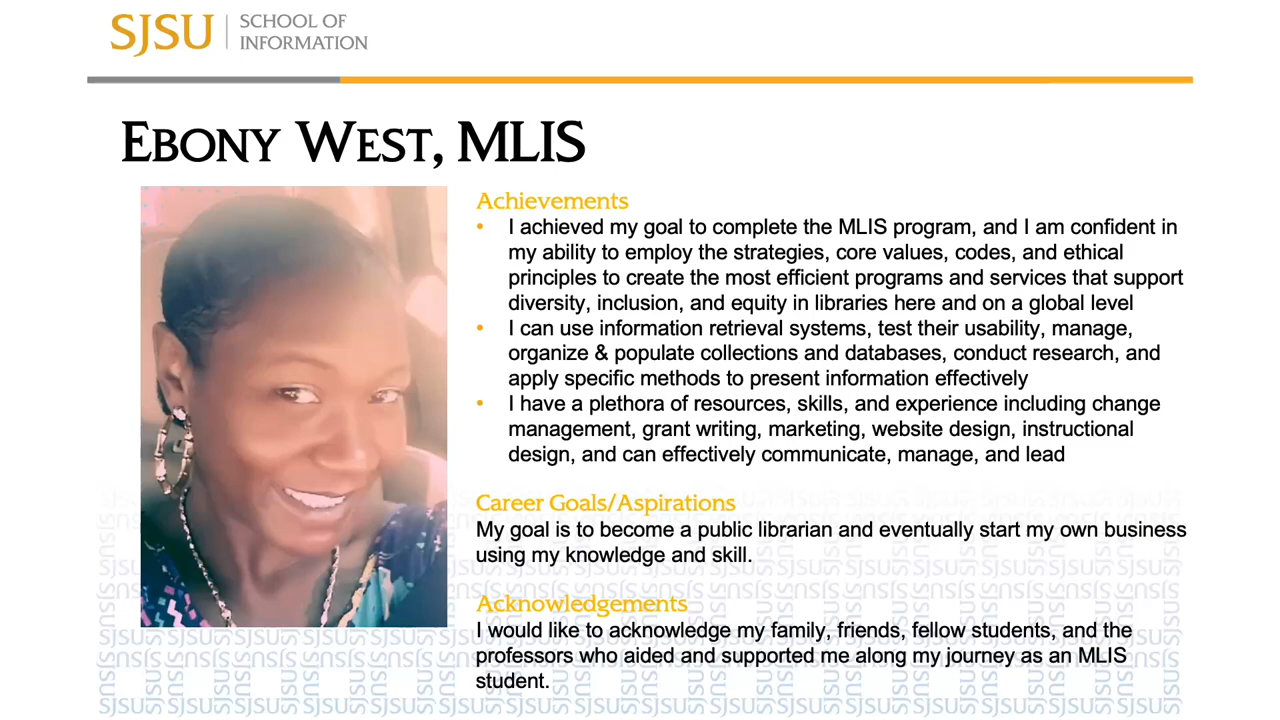 SJSU
SCHOOL OF
INFORMATION
EBONY WEST, MLIS
Achievements
• I achieved my goal to complete the MLIS program, and I am confident in
my ability to employ the strategies, core values, codes, and ethical
principles to create the most efficient programs and services that support
diversity, inclusion, and equity in libraries here and on a global level
• I can use information retrieval systems, test their usability, manage,
organize & populate collections and databases, conduct research, and
apply specific methods to present information effectively
• I have a plethora of resources, skills, and experience including change
management, grant writing, marketing, website design, instructional
design, and can effectively communicate, manage, and lead
Career Goals/Aspirations
My goal is to become a public librarian and eventually start my own business
using my knowledge and skill.
Acknowledgements
I would like to acknowledge my family, friends, fellow students, and the
professors who aided and supported me along my journey as an MLIS
student.